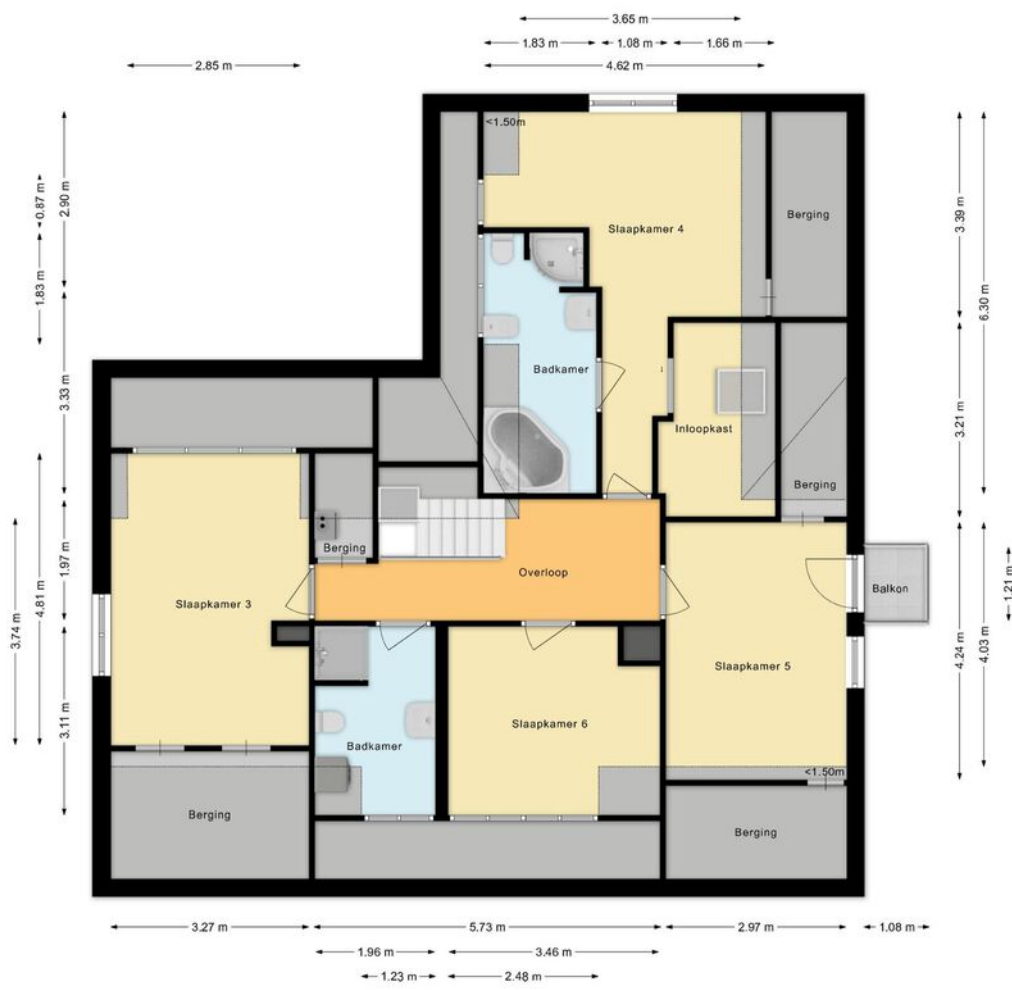 3.65 m
1.83 m
1.08 m
1.66 m
2.85 m
4.62 m
<1.50m
0.87 m
2.90 m
Berging
3.39 m
Slaapkamer 4
1.83 m
6.30 m
3.33 m
Badkamer
3.21 m
Inloopkast
Berging
Berging
1.97 m
Overloop
Balkon
1.21 m
4.81 m
Slaapkamer 3
3.74 m
4.24 m
4.03 m
Slaapkamer 5
3.11 m
Slaapkamer 6
Badkamer
<1.50m
Berging
Berging
3.27 m
5.73 m
2.97 m
1.08 m
1.96 m
3.46 m
1.23 m
2.48 m